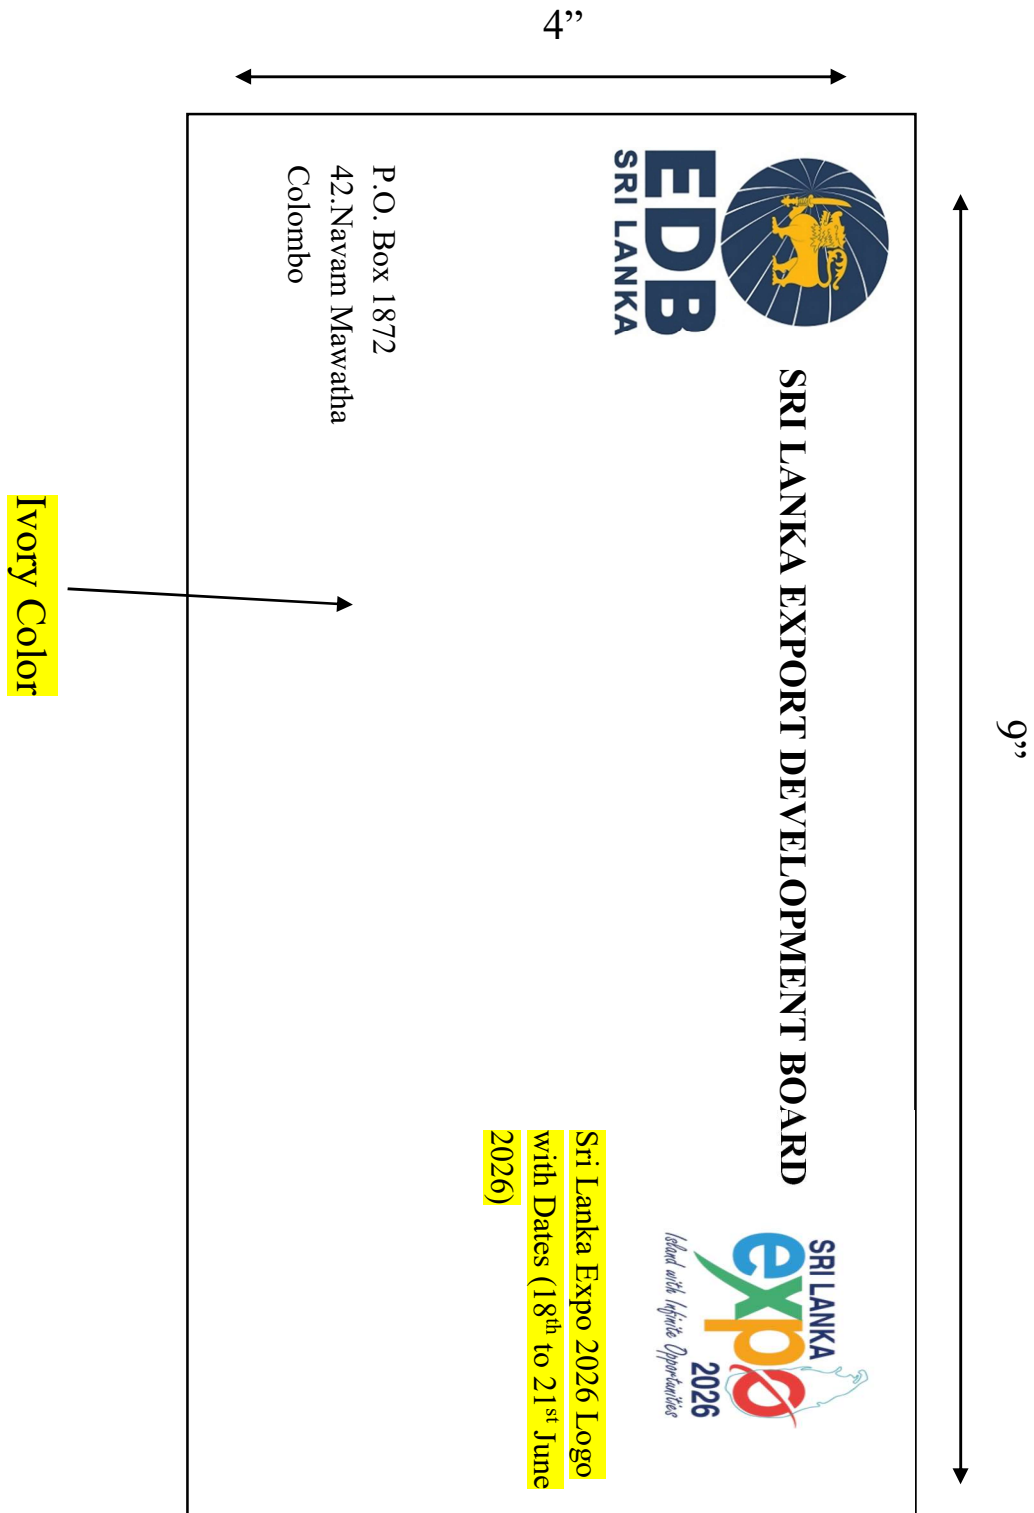 4”
9”
EDB
SRI LANKA
SRI LANKA EXPORT DEVELOPMENT BOARD
SRI LANKA
expo
2026
Island with Infinite Opportunities
Sri Lanka Expo 2026 Logo
with Dates (18th to 21st June
2026)
P.O. Box 1872
42.Navam Mawatha
Colombo
Ivory Color